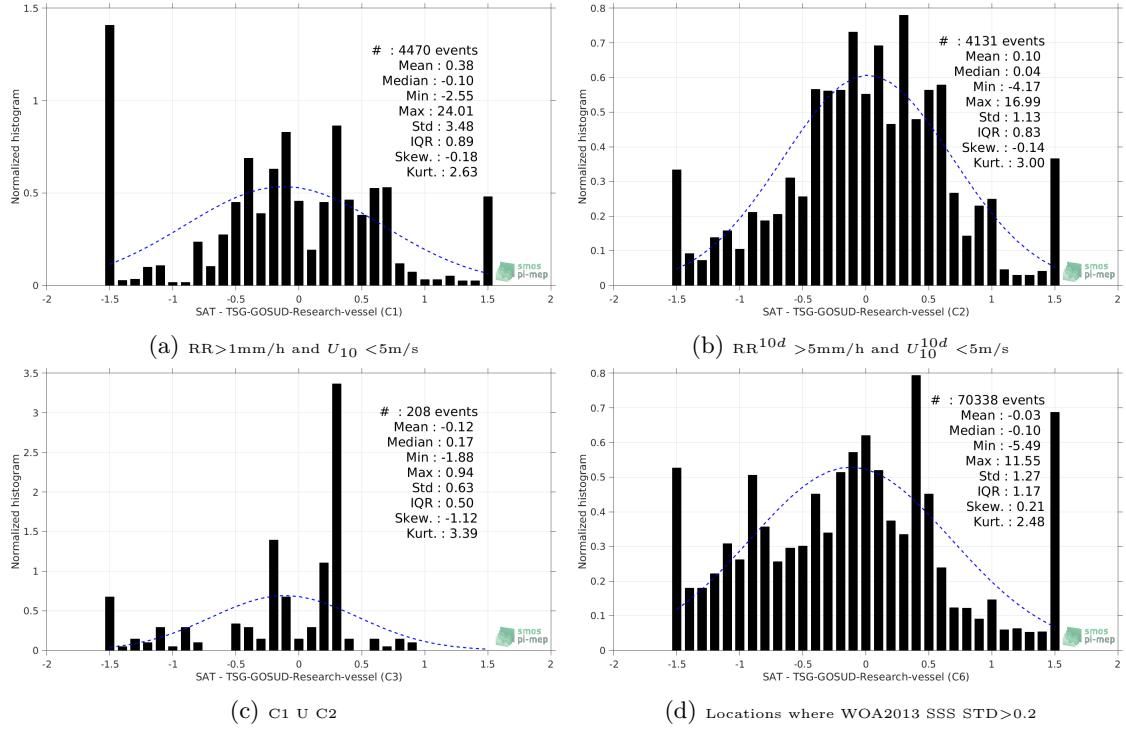 1.5
1
0.5
0
Normalized histogram
# : 4470 events
Mean : 0.38
Median : -0.10
Min : -2.55
Max : 24.01
Std : 3.48
IQR : 0.89
Skew. : -0.18
Kurt. : 2.63
smos
pi-mep
-2 -1.5 -1 -0.5 0 0.5 1 1.5 2
SAT - TSG-GOSUD-Research-vessel (C1)
(a) RR>1mm/h and U10 <5m/s
0.8
0.7
0.6
0.5
0.4
0.3
0.2
0.1
0
Normalized histogram
# : 4131 events
Mean : 0.10
Median : 0.04
Min : -4.17
Max : 16.99
Std : 1.13
IQR : 0.83
Skew. : -0.14
Kurt. : 3.00
smos
pi-mep
-2 -1.5 -1 -0.5 0 0.5 1 1.5 2
SAT - TSG-GOSUD-Research-vessel (C2)
(b) RR^10d >5mm/h and U10^10d <5m/s
3.5
3
2.5
2
1.5
1
0.5
0
Normalized histogram
# : 208 events
Mean : -0.12
Median : 0.17
Min : -1.88
Max : 0.94
Std : 0.63
IQR : 0.50
Skew. : -1.12
Kurt. : 3.39
smos
pi-mep
-2 -1.5 -1 -0.5 0 0.5 1 1.5 2
SAT - TSG-GOSUD-Research-vessel (C3)
(c) C1 U C2
0.8
0.7
0.6
0.5
0.4
0.3
0.2
0.1
0
Normalized histogram
# : 70338 events
Mean : -0.03
Median : -0.10
Min : -5.49
Max : 11.55
Std : 1.27
IQR : 1.17
Skew. : 0.21
Kurt. : 2.48
smos
pi-mep
-2 -1.5 -1 -0.5 0 0.5 1 1.5 2
SAT - TSG-GOSUD-Research-vessel (C6)
(d) Locations where WOA2013 SSS STD>0.2